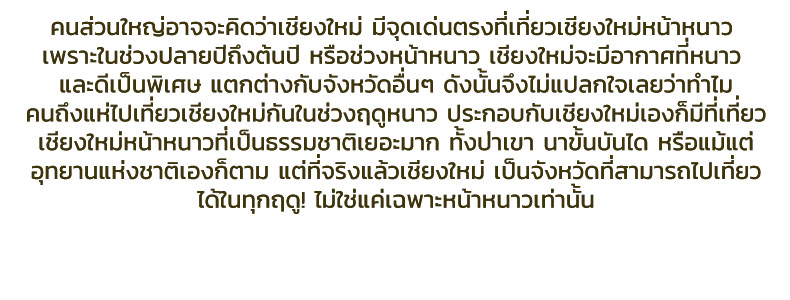 คนส่วนใหญ่อาจจะคิดว่าเชียงใหม่ มีจุดเด่นตรงที่เที่ยวเชียงใหม่หน้าหนาว
เพราะในช่วงปลายปีถึงต้นปี หรือช่วงหน้าหนาว เชียงใหม่จะมีอากาศที่หนาว
และดีเป็นพิเศษ แตกต่างกับจังหวัดอื่นๆ ดังนั้นจึงไม่แปลกใจเลยว่าทำไม
คนถึงแห่ไปเที่ยวเชียงใหม่กันในช่วงฤดูหนาว ประกอบกับเชียงใหม่เองก็มีที่เที่ยว
เชียงใหม่หน้าหนาวที่เป็นธรรมชาติเยอะมาก ทั้งป่าเขา นาขั้นบันได หรือแม้แต่
อุทยานแห่งชาติเองก็ตาม แต่ที่จริงแล้วเชียงใหม่ เป็นจังหวัดที่สามารถไปเที่ยว
ได้ในทุกฤดู! ไม่ใช่แค่เฉพาะหน้าหนาวเท่านั้น